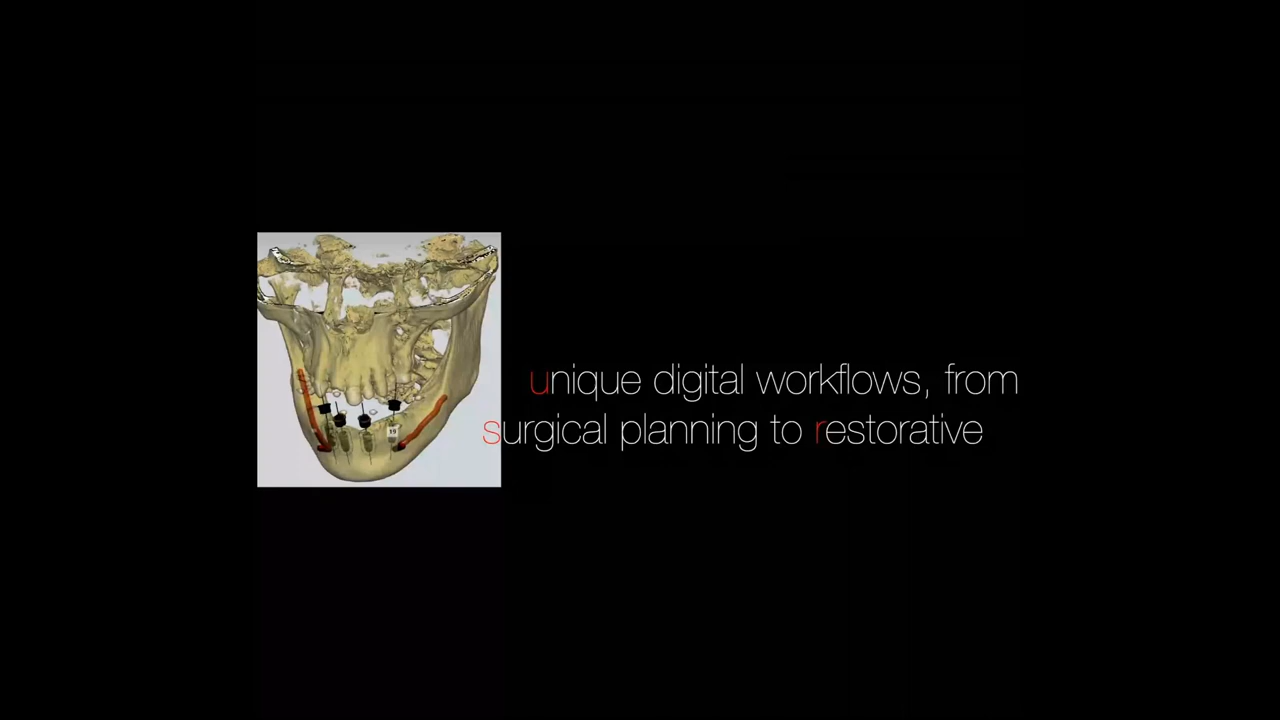 unique digital workflows, from
surgical planning to restorative